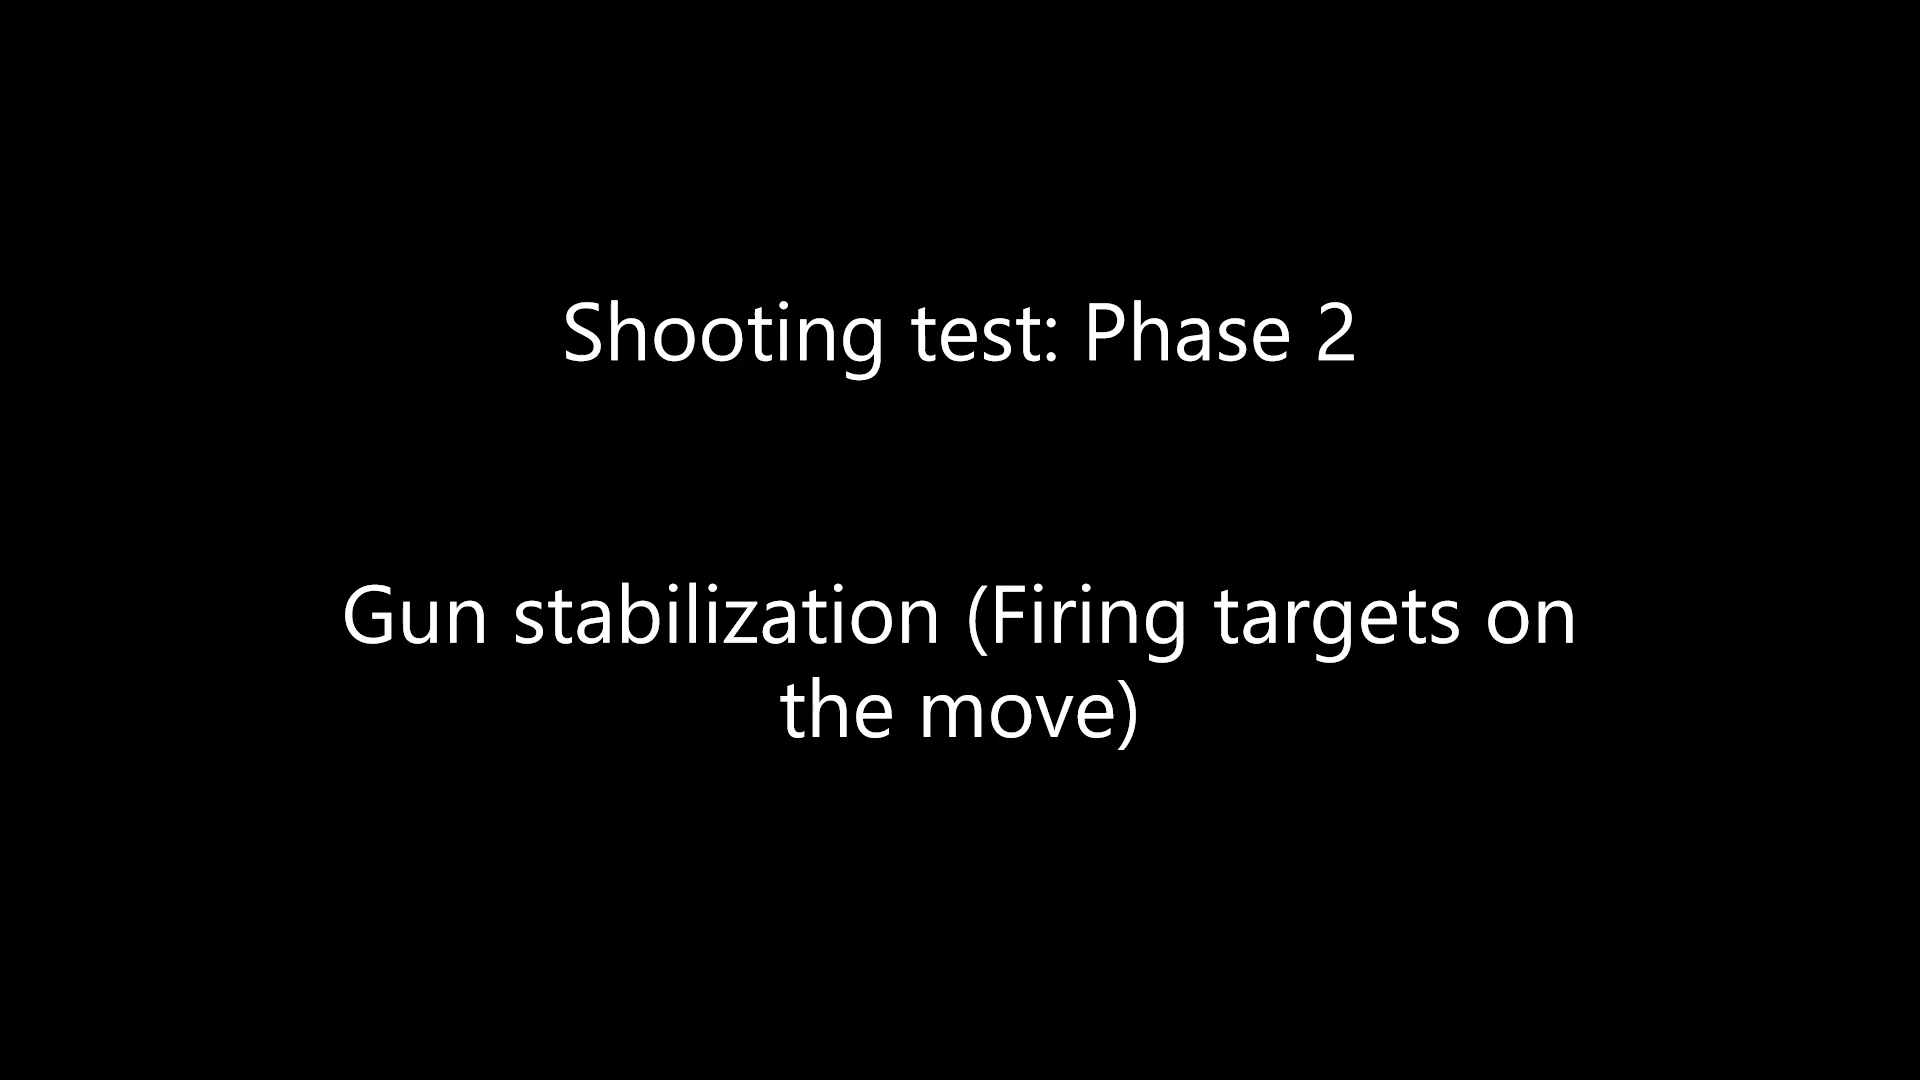 Shooting test: Phase 2
Gun stabilization (Firing targets on
the move)